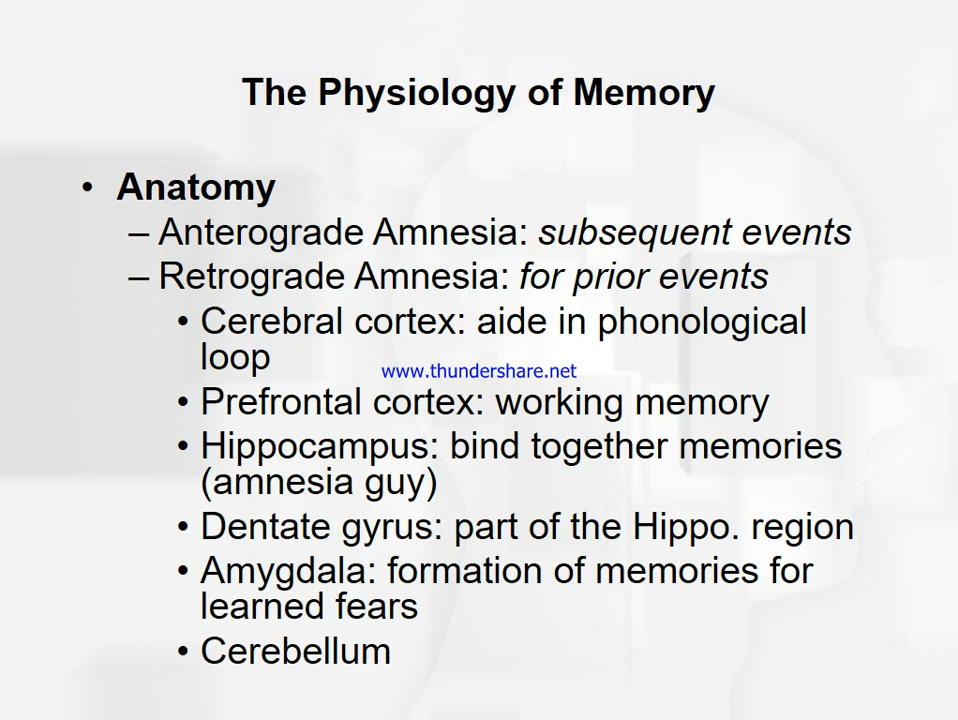 The Physiology of Memory
• Anatomy
– Anterograde Amnesia: subsequent events
– Retrograde Amnesia: for prior events
• Cerebral cortex: aide in phonological
loop
www.thundershare.net
• Prefrontal cortex: working memory
• Hippocampus: bind together memories
(amnesia guy)
• Dentate gyrus: part of the Hippo. region
• Amygdala: formation of memories for
learned fears
• Cerebellum